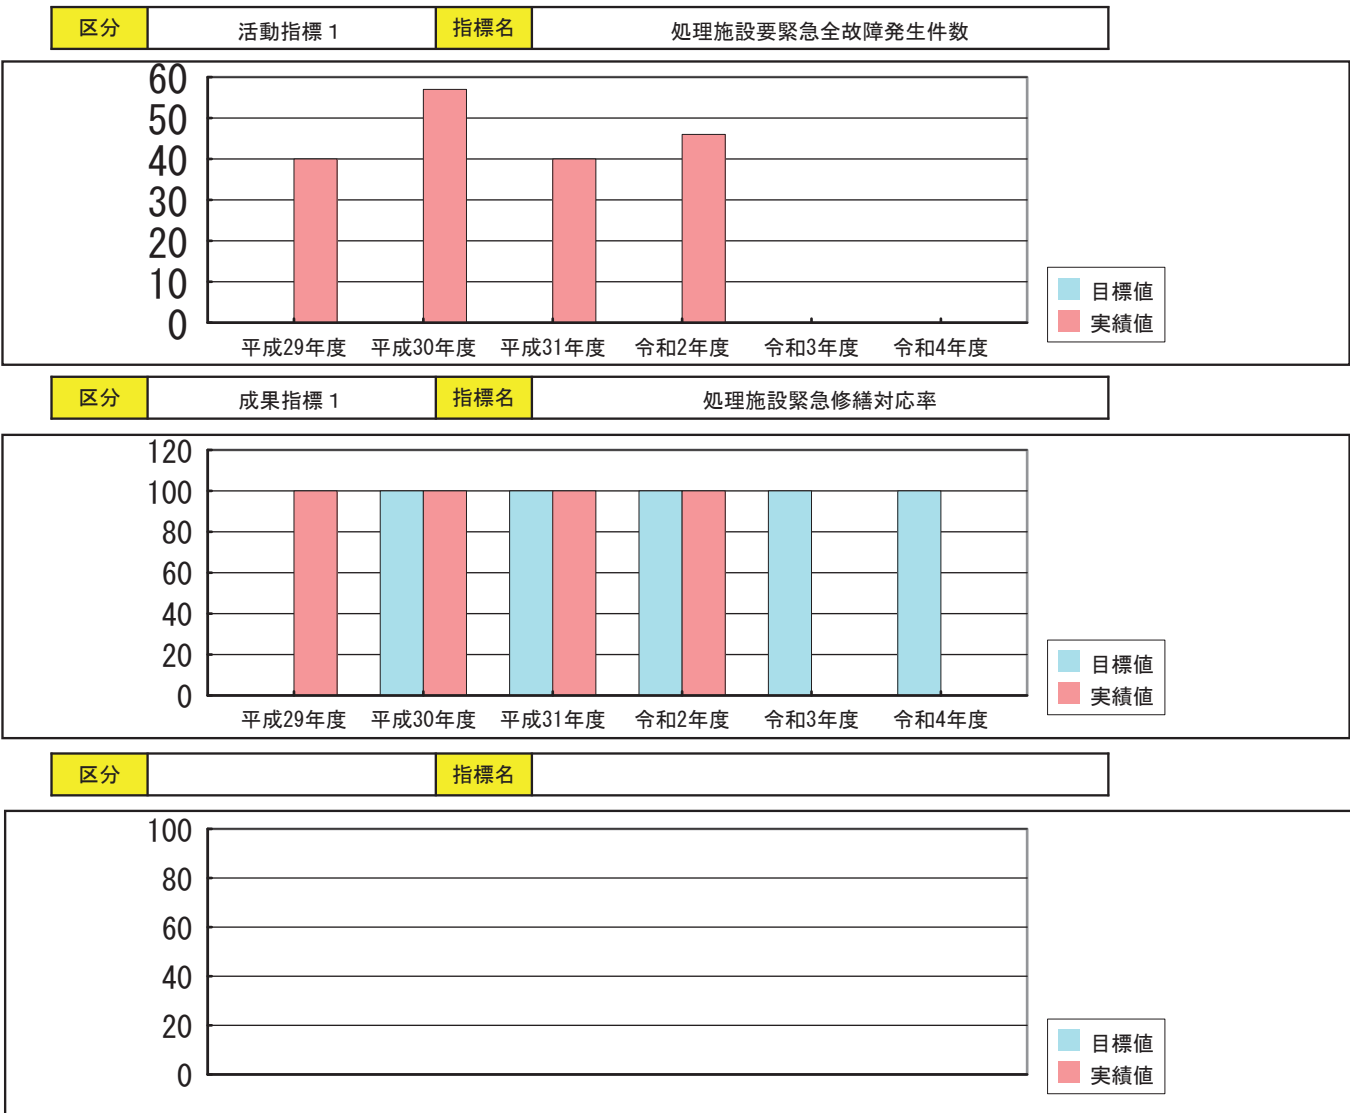 区分 活動指標１ 指標名 処理施設要緊急全故障発生件数
60
50
40
30
20
10
0
平成29年度 平成30年度 平成31年度 令和2年度 令和3年度 令和4年度
目標値
実績値
区分 成果指標１ 指標名 処理施設緊急修繕対応率
120
100
80
60
40
20
0
平成29年度 平成30年度 平成31年度 令和2年度 令和3年度 令和4年度
目標値
実績値
区分 指標名
100
80
60
40
20
0
目標値
実績値